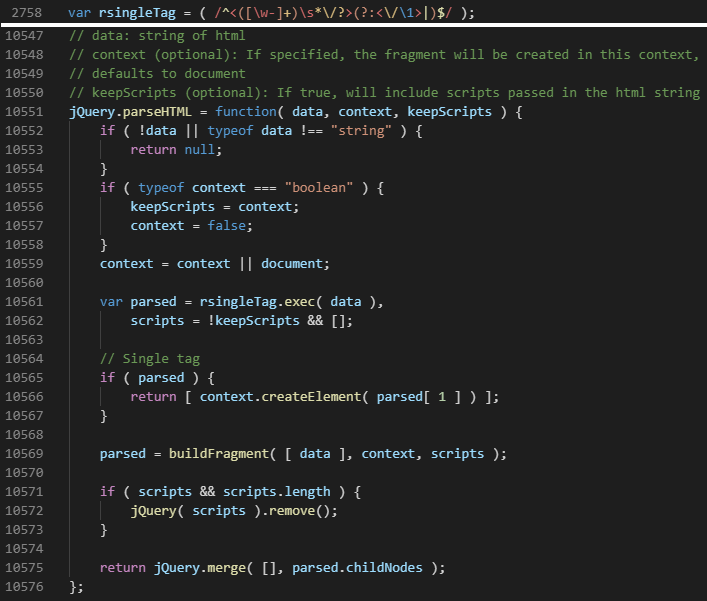 2758 var rsingleTag = ( /^<([\w-]+)\s*\/?>(?:<\/\1>|)$/ );
10547 // data: string of html
10548 // context (optional): If specified, the fragment will be created in this context,
10549 // defaults to document
10550 // keepScripts (optional): If true, will include scripts passed in the html string
10551 jQuery.parseHTML = function( data, context, keepScripts ) {
10552     if ( !data || typeof data !== "string" ) {
10553         return null;
10554     }
10555     if ( typeof context === "boolean" ) {
10556         keepScripts = context;
10557         context = false;
10558     }
10559     context = context || document;
10560
10561     var parsed = rsingleTag.exec( data ),
10562         scripts = !keepScripts && [];
10563
10564     // Single tag
10565     if ( parsed ) {
10566         return [ context.createElement( parsed[ 1 ] ) ];
10567     }
10568
10569     parsed = buildFragment( [ data ], context, scripts );
10570
10571     if ( scripts && scripts.length ) {
10572         jQuery( scripts ).remove();
10573     }
10574
10575     return jQuery.merge( [], parsed.childNodes );
10576 };